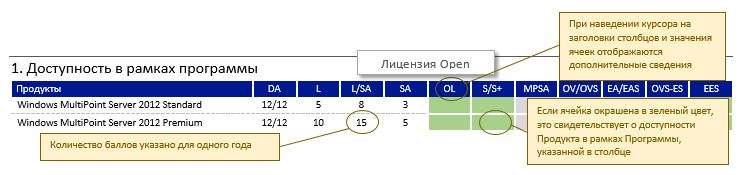 При наведении курсора на
заголовки столбцов и значения
ячеек отображаются
дополнительные сведения
Лицензия Open
1. Доступность в рамках программы
Продукты DA L L/SA SA OL S/S+ MPSA OV/OVS EA/EAS OVS-ES EES
Windows MultiPoint Server 2012 Standard 12/12 5 8 3
Windows MultiPoint Server 2012 Premium 12/12 10 15 5
Если ячейка окрашена в зеленый цвет,
это свидетельствует о доступности
Продукта в рамках Программы,
указанной в столбце
Количество баллов указано для одного года